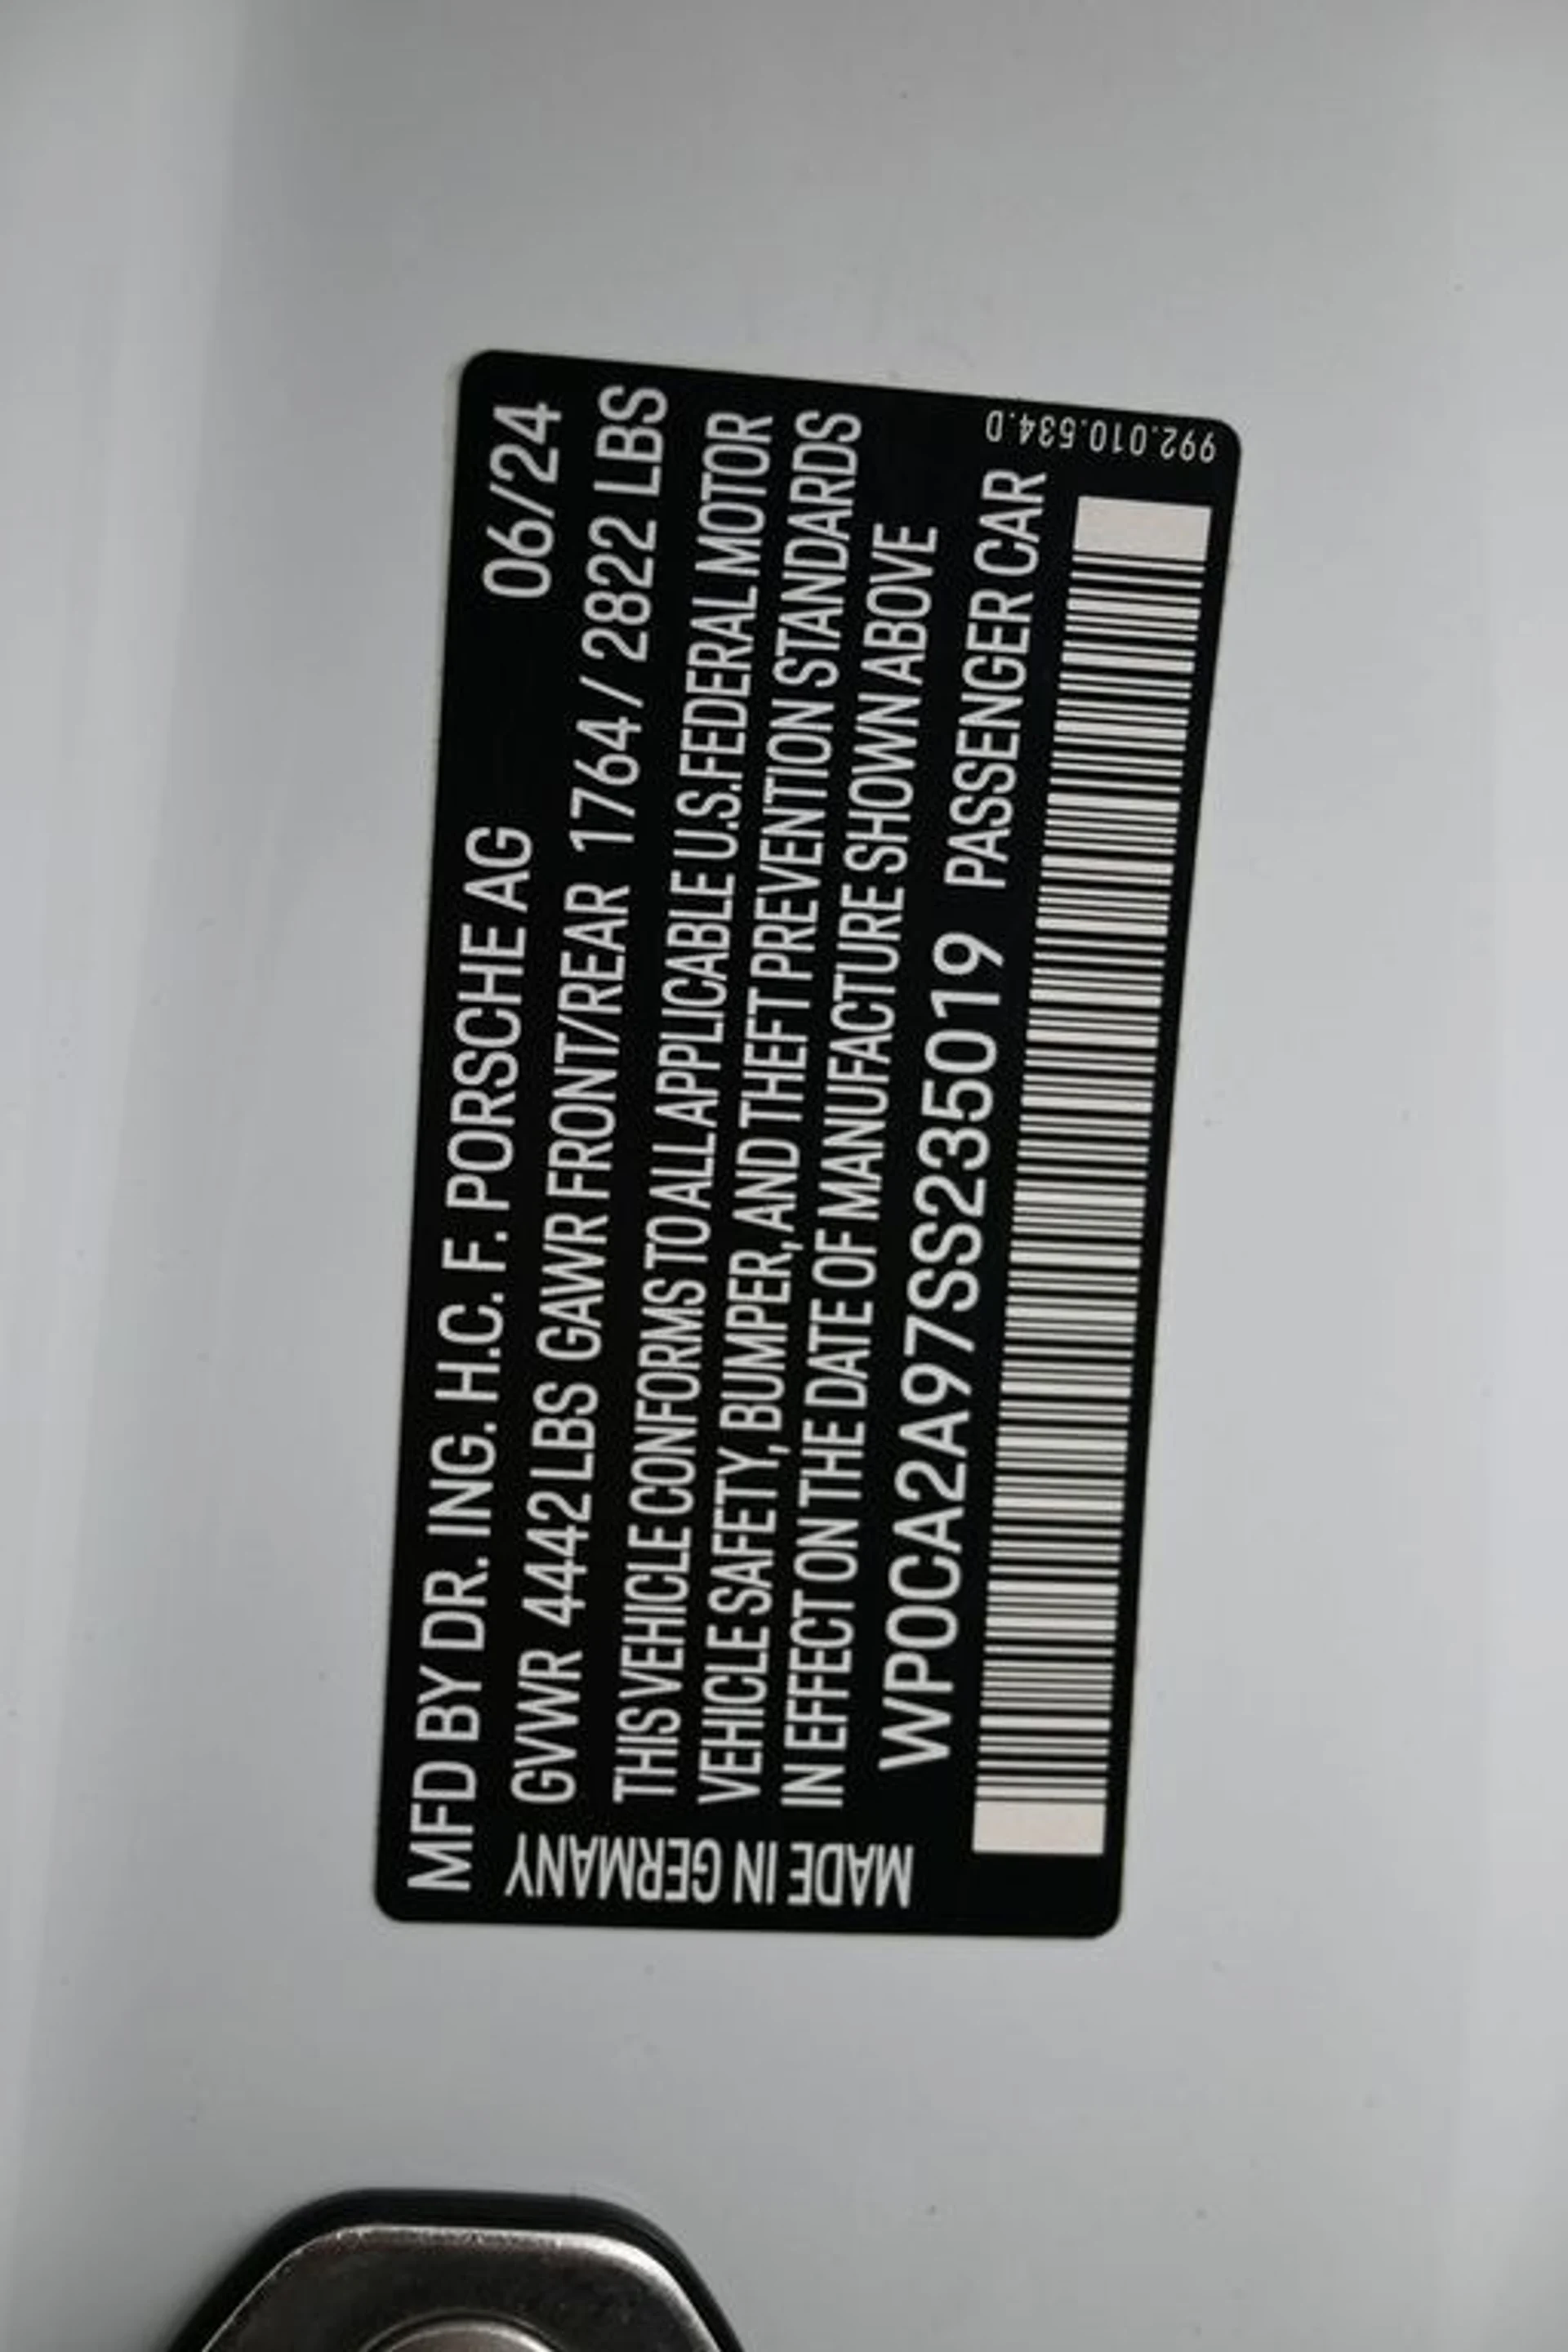 MFD BY DR. ING. H.C. F. PORSCHE AG 06/24
GVWR 4442 LBS GAWR FRONT/REAR 1764 / 2822 LBS
THIS VEHICLE CONFORMS TO ALL APPLICABLE U.S.FEDERAL MOTOR
VEHICLE SAFETY, BUMPER, AND THEFT PREVENTION STANDARDS
IN EFFECT ON THE DATE OF MANUFACTURE SHOWN ABOVE
WP0CA2A97SS235019 PASSENGER CAR
MADE IN GERMANY
992.010.534.D